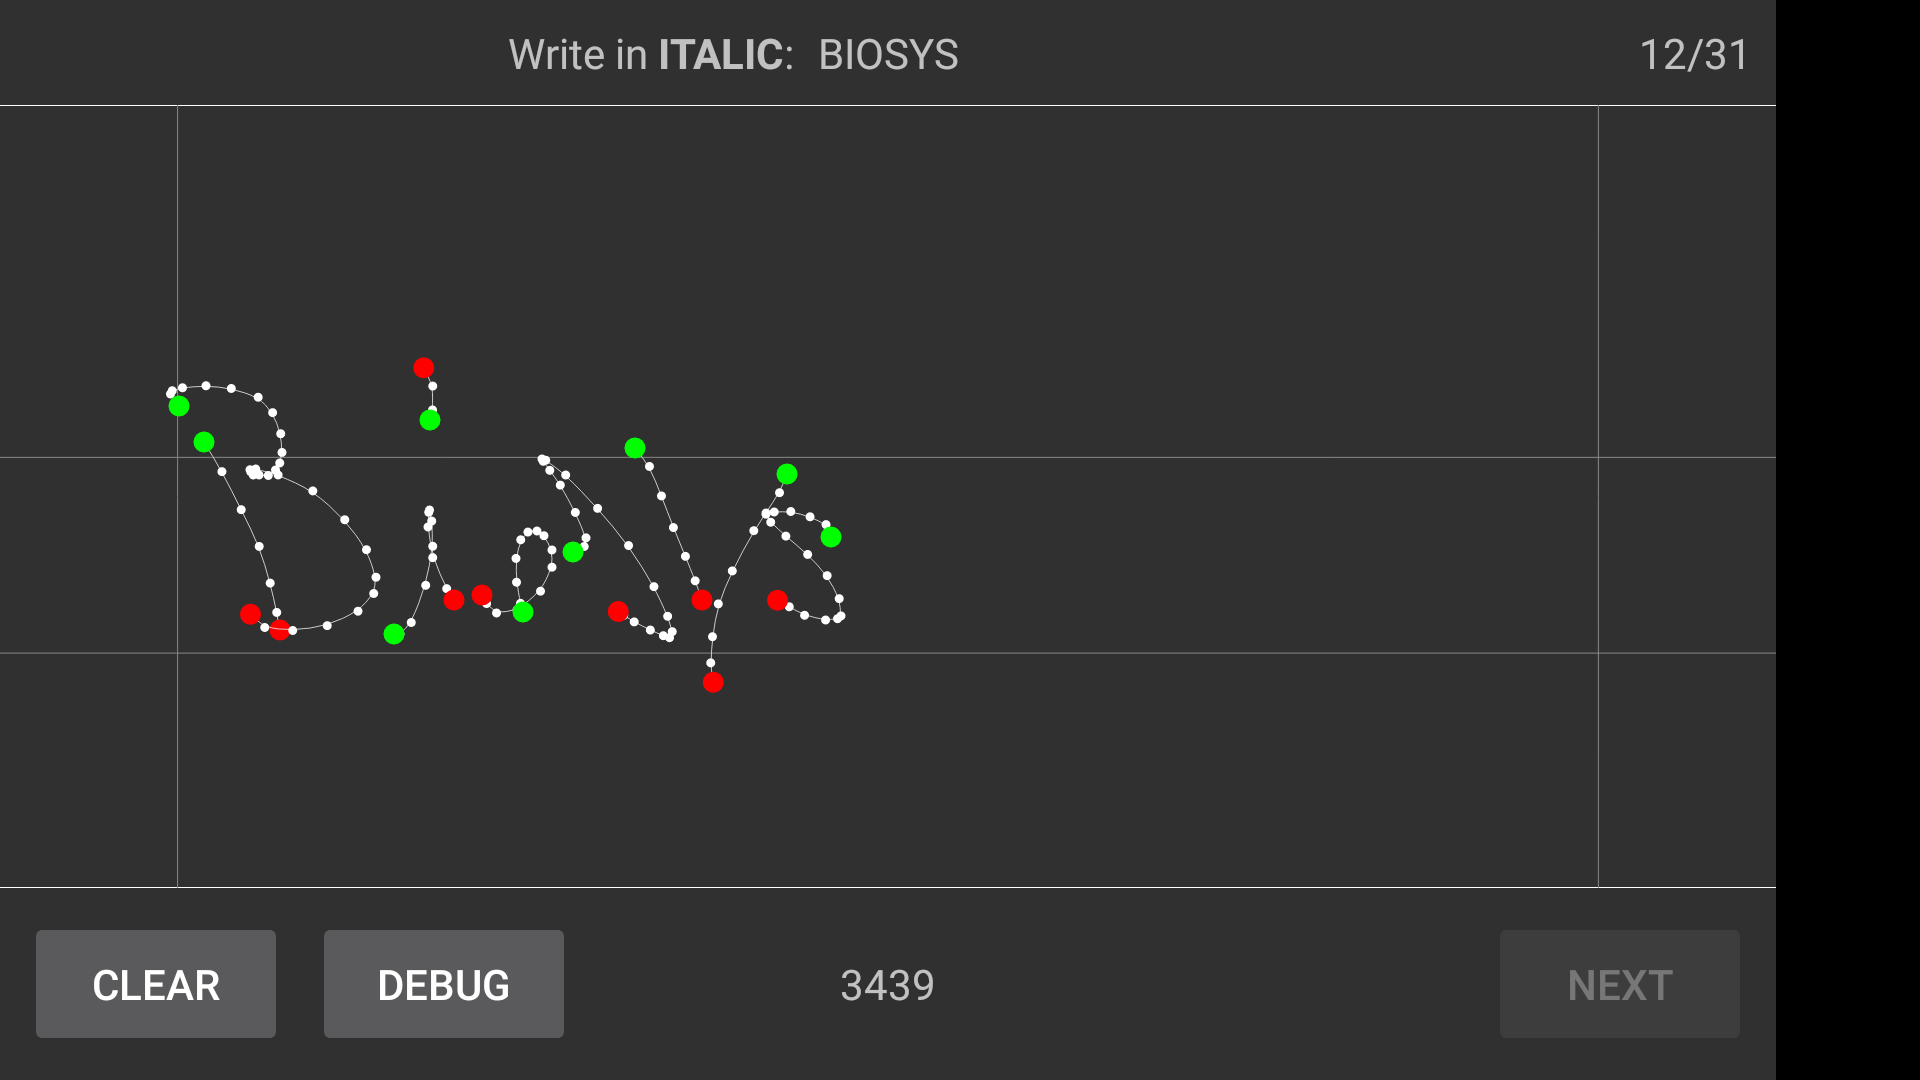 Write in ITALIC: BIOSYS
12/31
Biosys
CLEAR
DEBUG
3439
NEXT